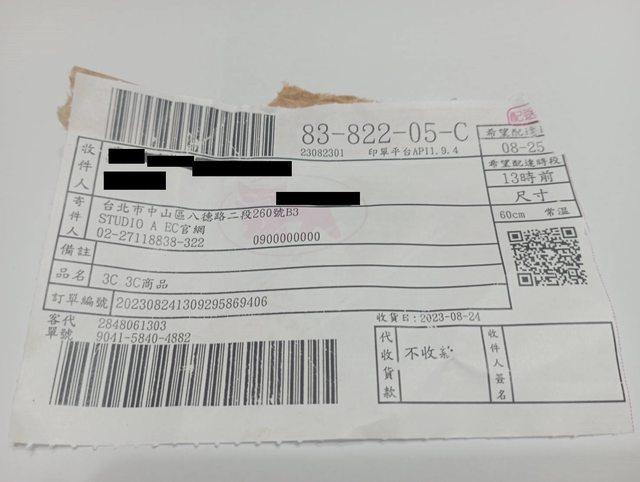 83-822-05-C
23082301 印單平台API1.9.4
配送
希望配達
08-25
希望配達時段
13時前
尺寸
60cm 常溫
收件人
寄件人
台北市中山區八德路二段260號B3
STUDIO A EC官網
02-27118838-322 0900000000
備註
品名 3C 3C商品
訂單編號 202308241309295869406
客代 2848061303
單號 9041-5840-4882
收貨日:2023-08-24
代收貨款 不收款
收件人簽名